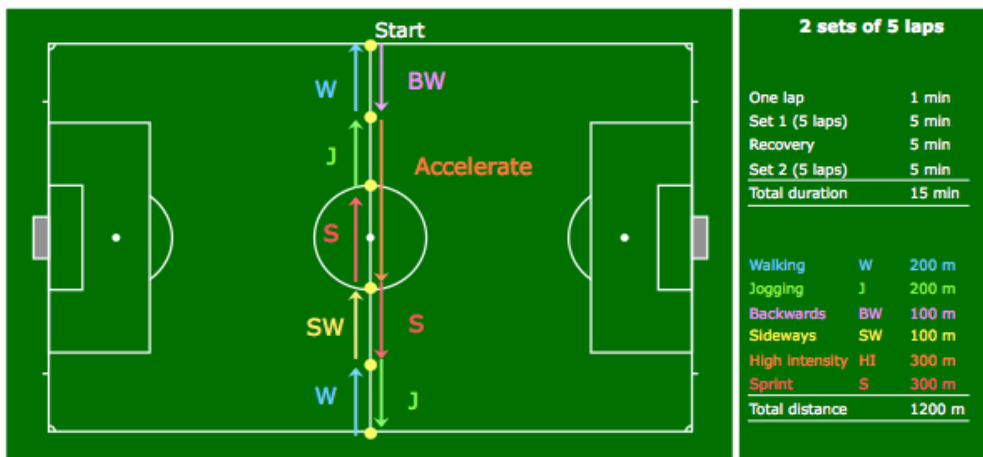 Start
W
BW
J
Accelerate
S
SW
S
W
J
2 sets of 5 laps
One lap 1 min
Set 1 (5 laps) 5 min
Recovery 5 min
Set 2 (5 laps) 5 min
Total duration 15 min
Walking W 200 m
Jogging J 200 m
Backwards BW 100 m
Sideways SW 100 m
High intensity HI 300 m
Sprint S 300 m
Total distance 1200 m